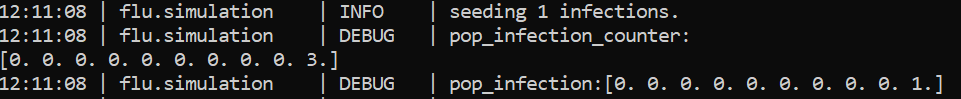 12:11:08 | flu.simulation | INFO | seeding 1 infections.
12:11:08 | flu.simulation | DEBUG | pop_infection_counter:
[0. 0. 0. 0. 0. 0. 0. 0. 0. 3.]
12:11:08 | flu.simulation | DEBUG | pop_infection:[0. 0. 0. 0. 0. 0. 0. 0. 0. 1.]